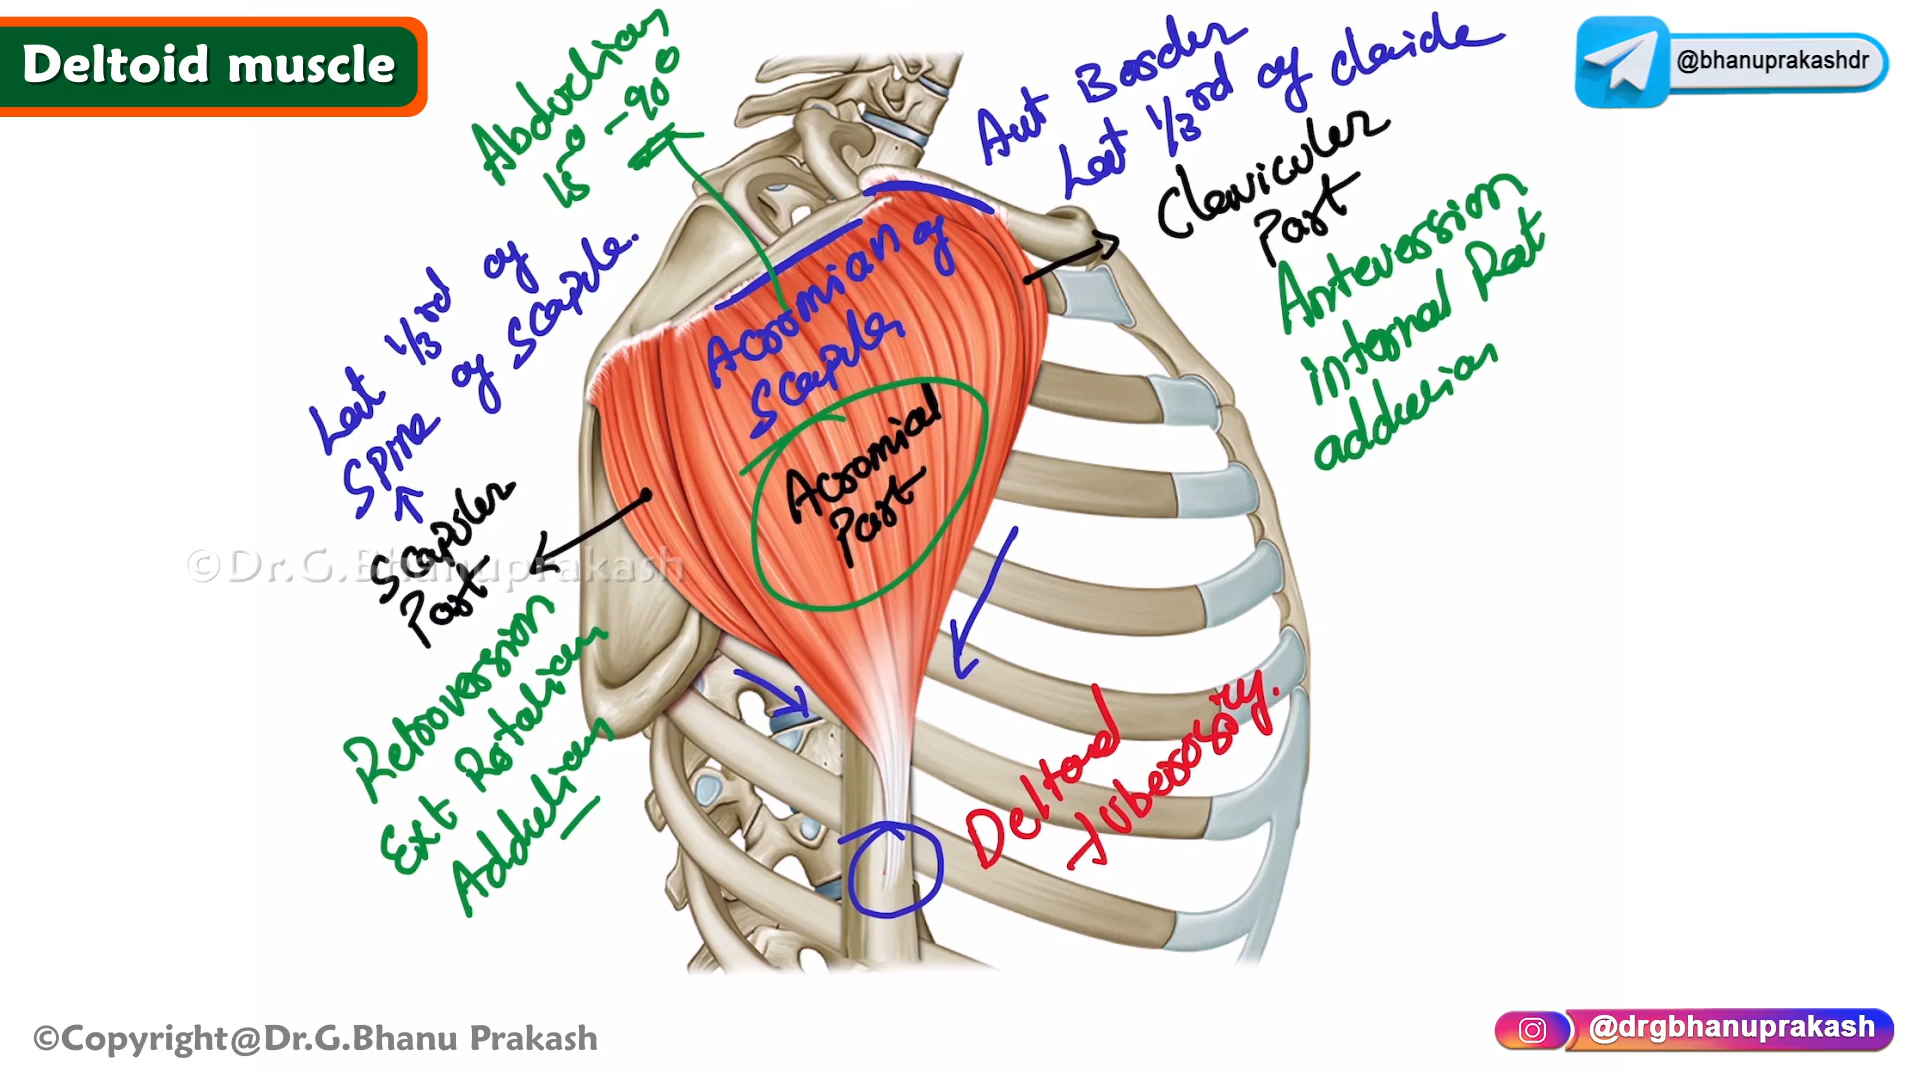 Deltoid muscle
@bhanuprakashdr
Abduction
15° - 90°
Ant Border
Lat 1/3rd of clavicle
Clavicular
Part
Anteversion
internal Rot
adduction
Lat 1/3rd of
Spine of Scapula.
Scapular
Part
Retroversion
Ext Rotation
Adduction
Acromian of
Scapula
Acromial
Part
Deltoid
tuberosity.
©Dr.G.Bhanuprakash
©Copyright@Dr.G.Bhanu Prakash
@drgbhanuprakash